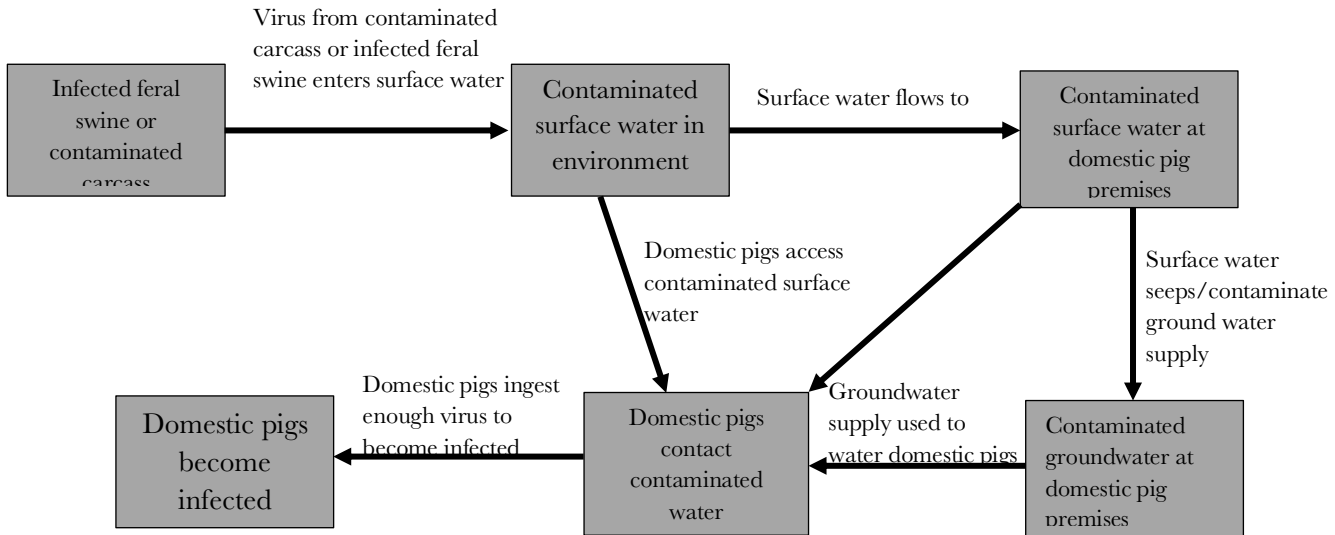 Virus from contaminated
carcass or infected feral
swine enters surface water
Infected feral
swine or
contaminated
carcass
Contaminated
surface water in
environment
Surface water flows to
Contaminated
surface water at
domestic pig
premises
Domestic pigs access
contaminated surface
water
Surface water
seeps/contaminate
ground water
supply
Domestic pigs ingest
enough virus to
become infected
Groundwater
supply used to
water domestic pigs
Domestic pigs
become
infected
Domestic pigs
contact
contaminated
water
Contaminated
groundwater at
domestic pig
premises